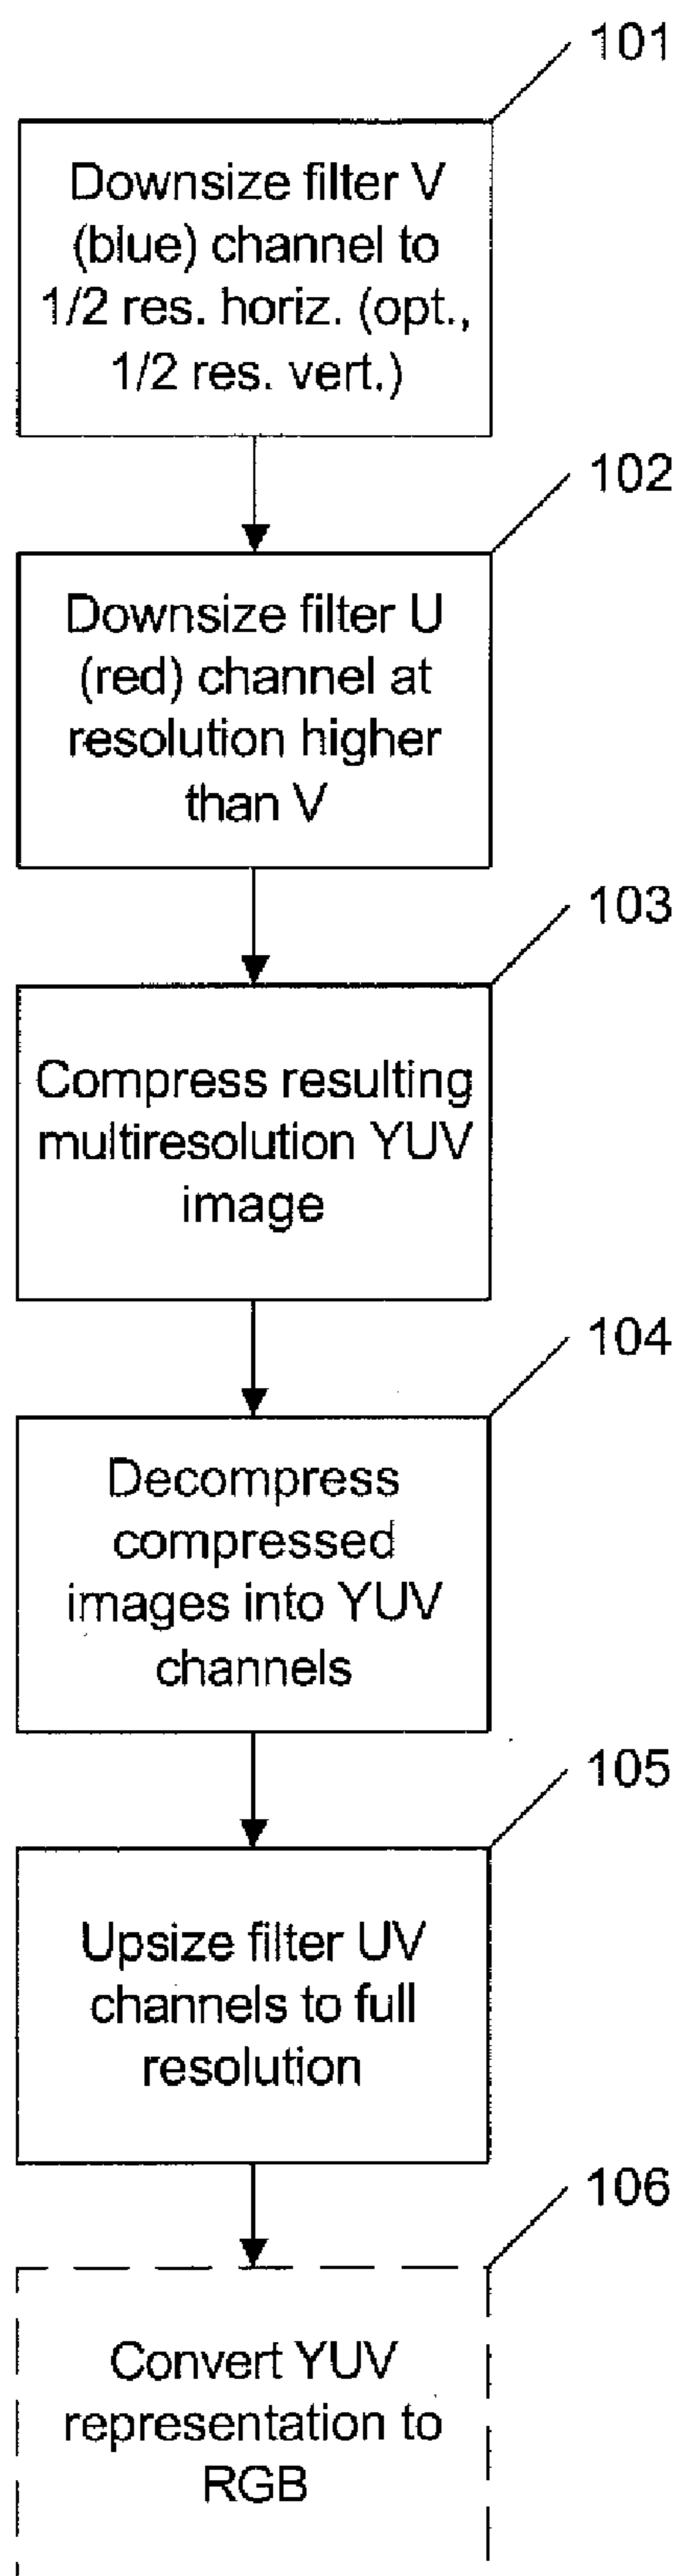 101
Downsize filter V
(blue) channel to
1/2 res. horiz. (opt.,
1/2 res. vert.)
102
Downsize filter U
(red) channel at
resolution higher
than V
103
Compress resulting
multiresolution YUV
image
104
Decompress
compressed
images into YUV
channels
105
Upsize filter UV
channels to full
resolution
106
Convert YUV
representation to
RGB